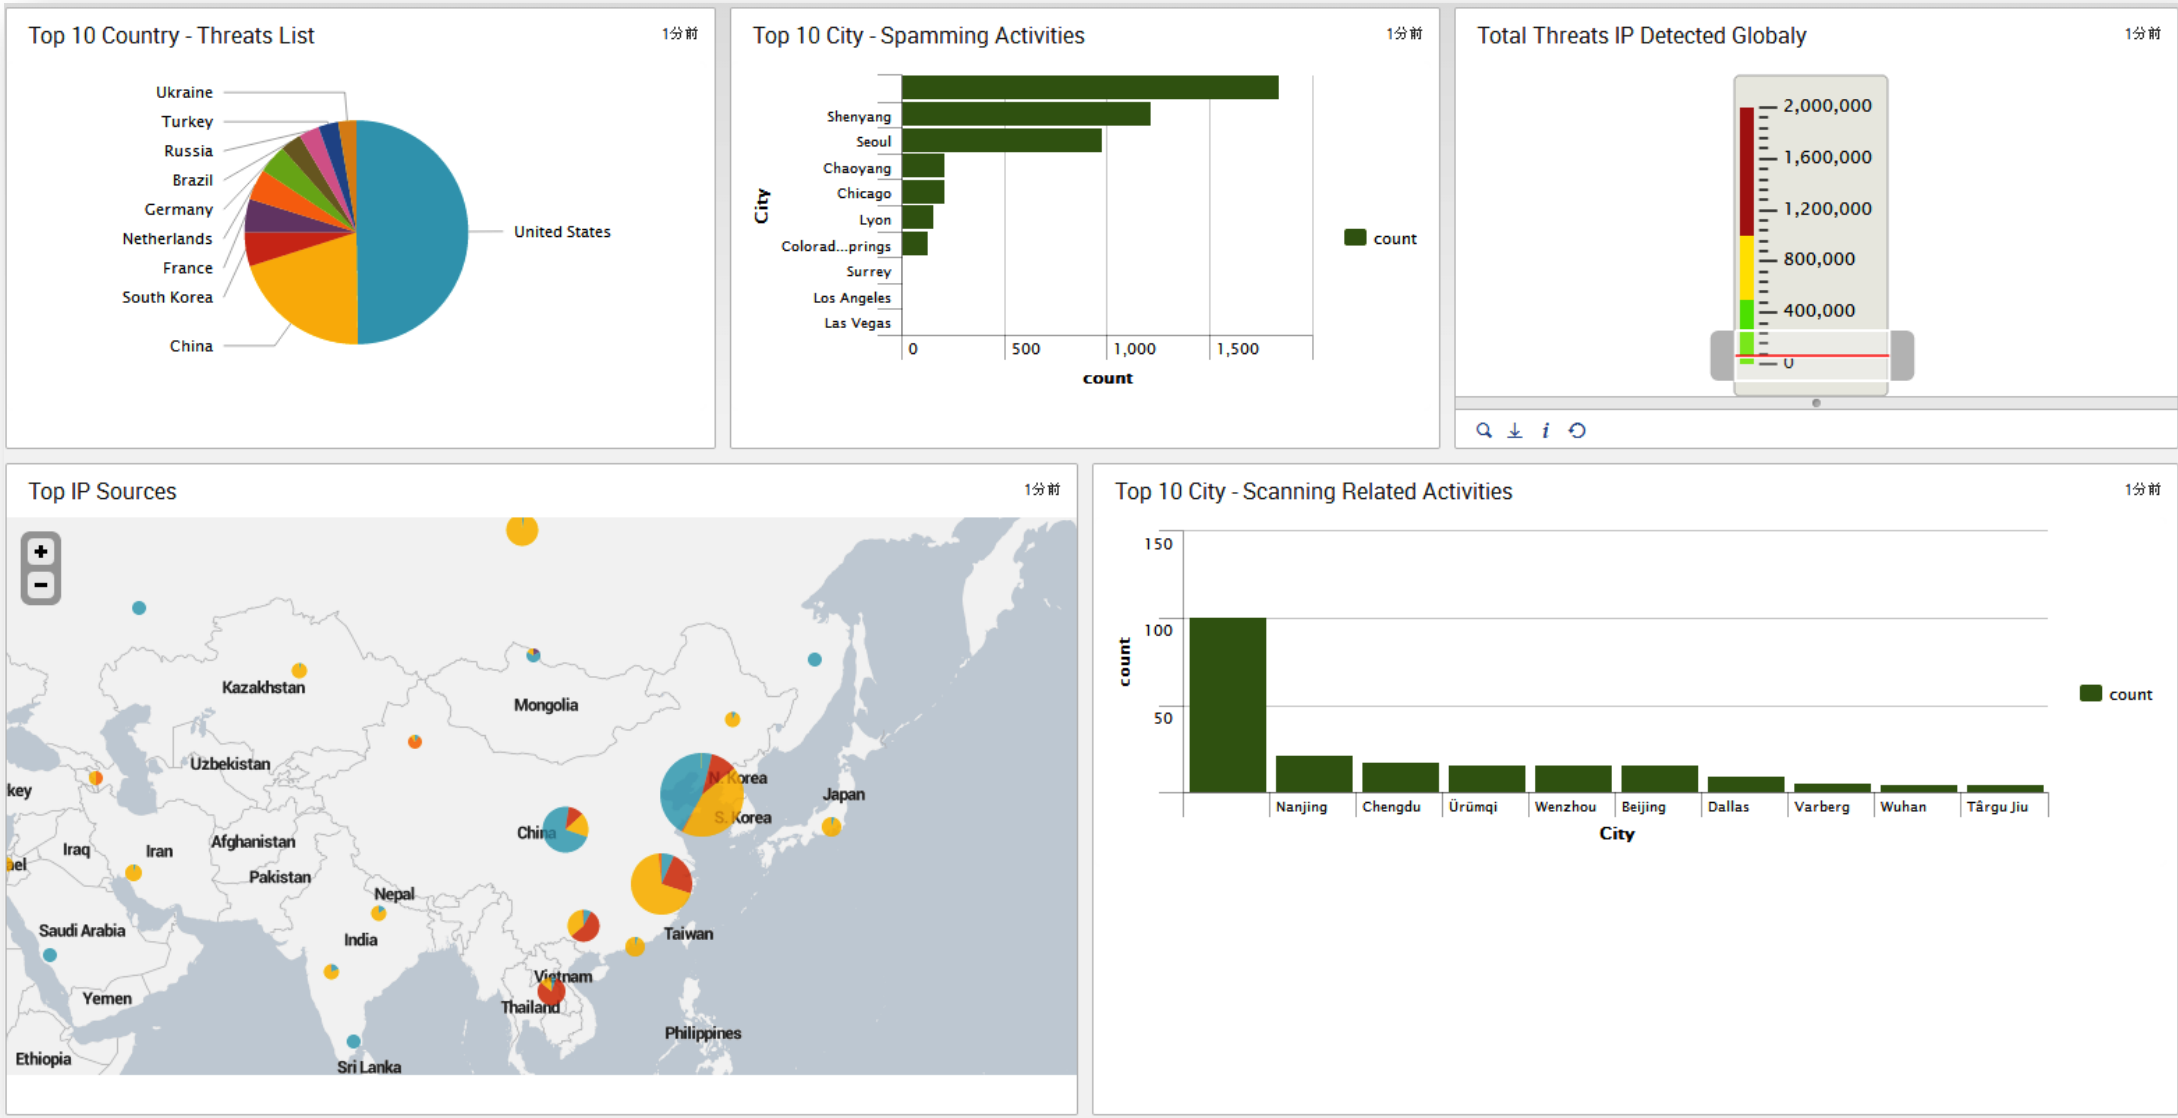 Top 10 Country - Threats List
1分前
Ukraine
Turkey
Russia
Brazil
Germany
Netherlands
France
South Korea
China
United States
Top 10 City - Spamming Activities
1分前
City
Shenyang
Seoul
Chaoyang
Chicago
Lyon
Colorad...prings
Surrey
Los Angeles
Las Vegas
0 500 1,000 1,500
count
count
Total Threats IP Detected Globaly
1分前
2,000,000
1,600,000
1,200,000
800,000
400,000
0
i
Top IP Sources
1分前
+
−
Kazakhstan
Mongolia
Uzbekistan
N. Korea
key
Japan
S. Korea
China
Afghanistan
Iraq
Iran
ael
Pakistan
Nepal
Saudi Arabia
India
Taiwan
Vietnam
Yemen
Thailand
Philippines
Ethiopia
Sri Lanka
Top 10 City - Scanning Related Activities
1分前
150
100
50
count
count
Nanjing Chengdu Ürümqi Wenzhou Beijing Dallas Varberg Wuhan Târgu Jiu
City